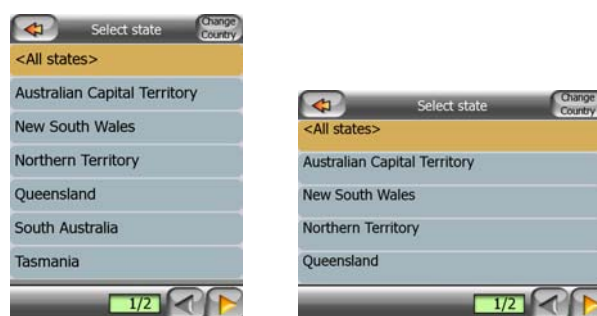 Select state
Change
Country
<All states>
Australian Capital Territory
New South Wales
Northern Territory
Queensland
South Australia
Tasmania
1/2
Select state
Change
Country
<All states>
Australian Capital Territory
New South Wales
Northern Territory
Queensland
1/2